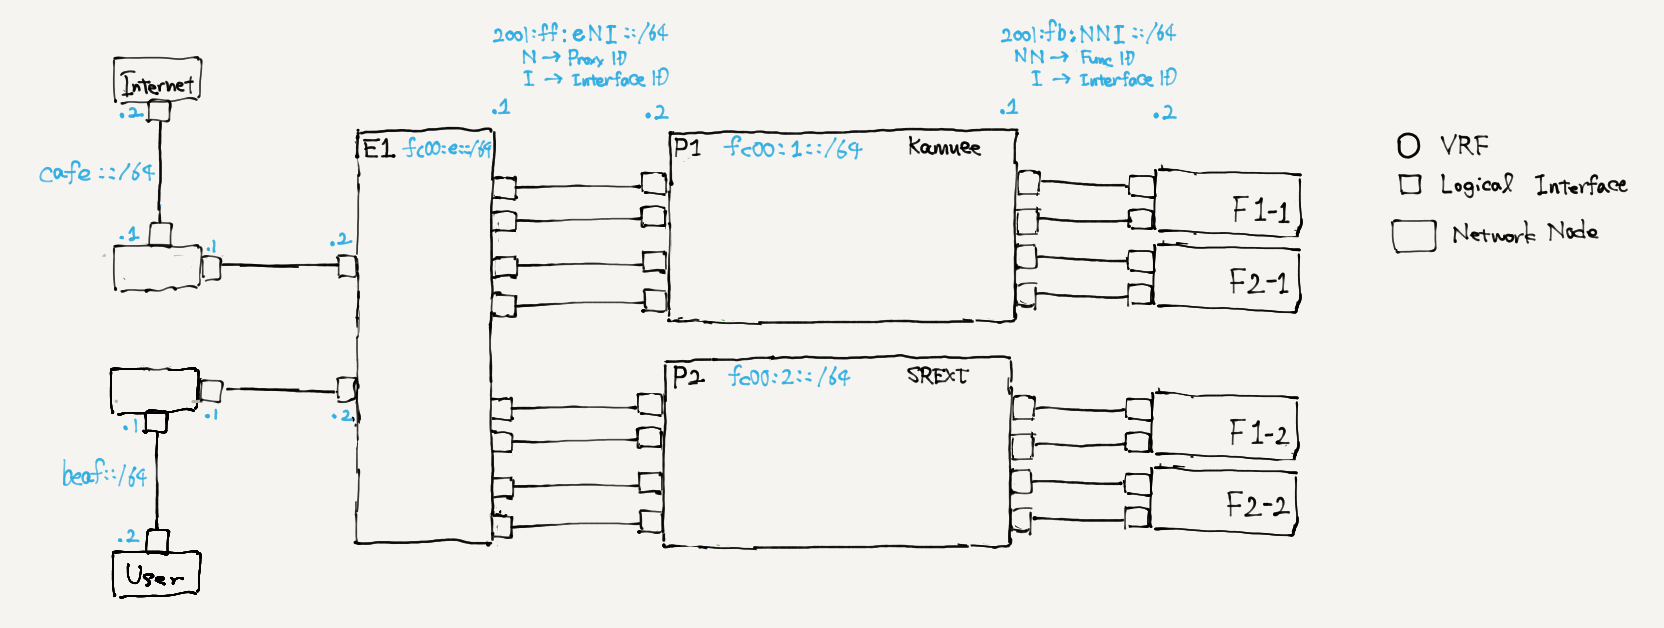 2001:ff:eNI::/64
N → Proxy ID
I → Interface ID
.1
.2
2001:fb:NNI::/64
NN → Func ID
I → Interface ID
.1
.2
Internet
.2
cafe::/64
.1
.1
.2
E1 fc00:e::/64
P1 fc00:1::/64 Kamuee
F1-1
F2-1
VRF
Logical Interface
Network Node
P2 fc00:2::/64 SREXT
F1-2
F2-2
.1
.1
.2
beaf::/64
.2
User